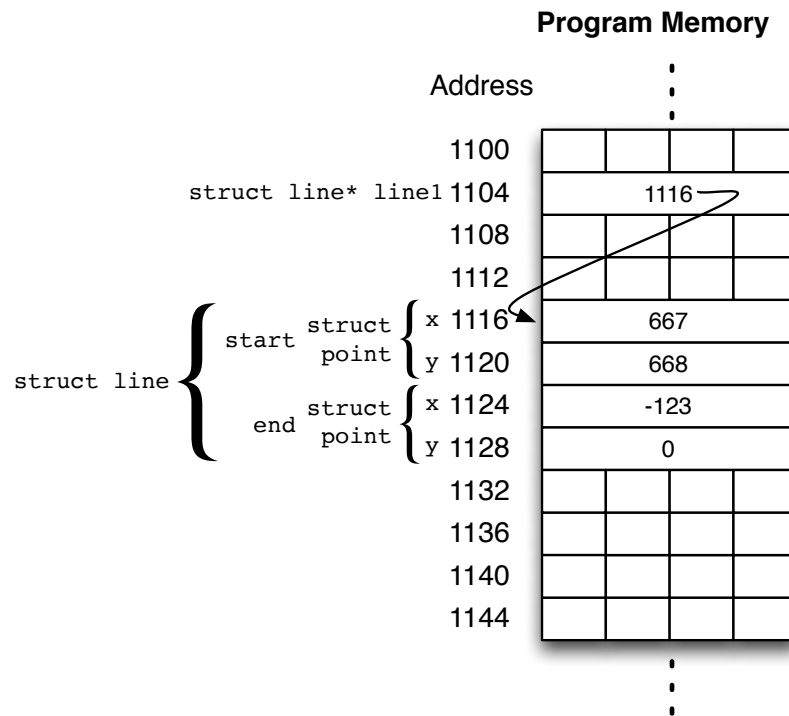 Program Memory
Address
1100
struct line* line1 1104 1116
1108
1112
x 1116 667
start struct point
y 1120 668
struct line
x 1124 -123
end struct point
y 1128 0
1132
1136
1140
1144